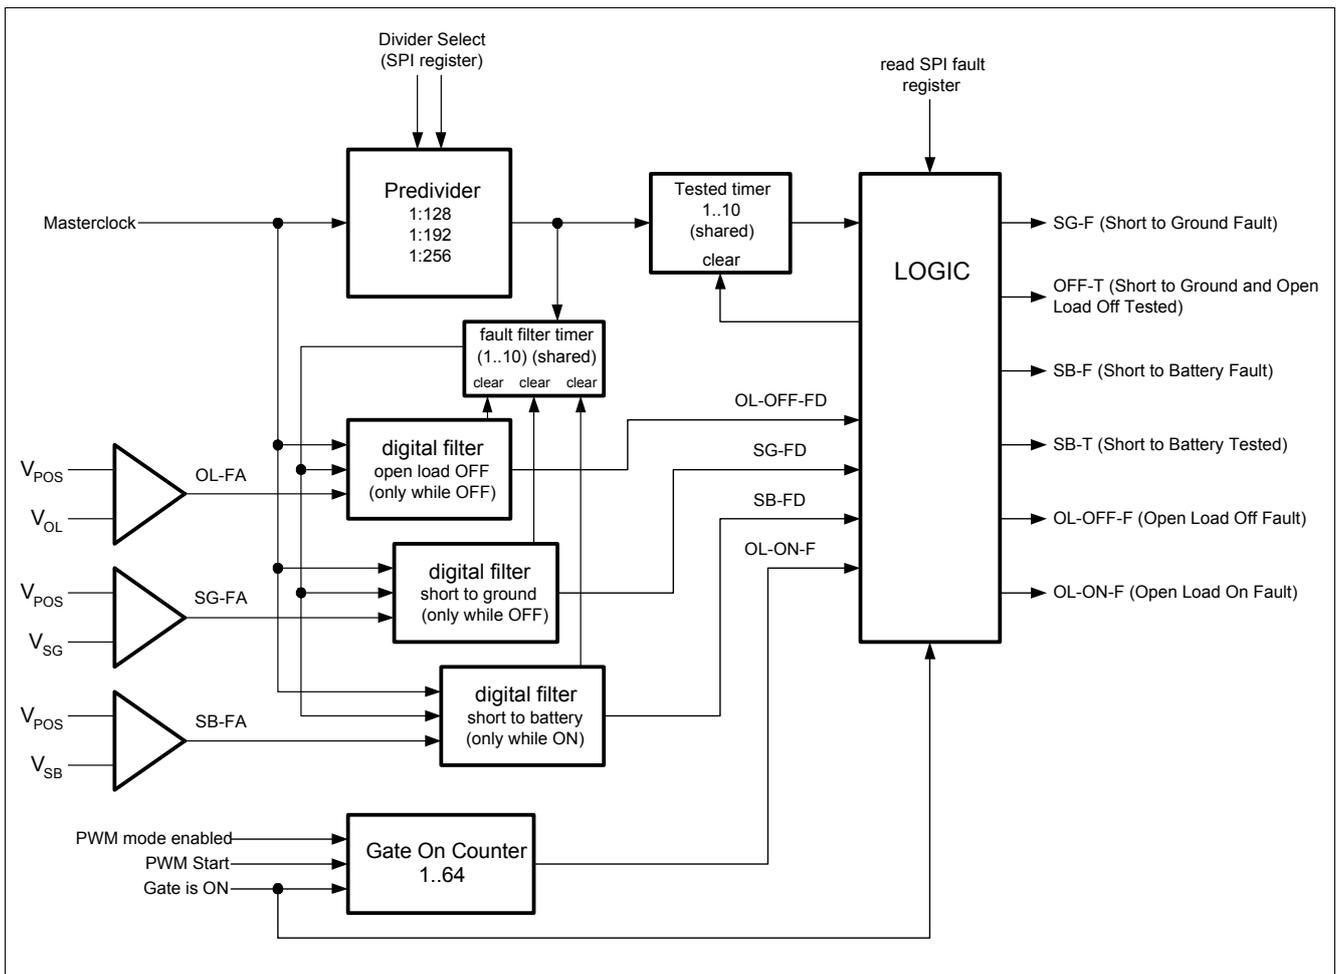 Divider Select
(SPI register)
read SPI fault
register
Masterclock
Predivider
1:128
1:192
1:256
Tested timer
1..10
(shared)
clear
LOGIC
SG-F (Short to Ground Fault)
OFF-T (Short to Ground and Open
Load Off Tested)
SB-F (Short to Battery Fault)
SB-T (Short to Battery Tested)
OL-OFF-F (Open Load Off Fault)
OL-ON-F (Open Load On Fault)
fault filter timer
(1..10) (shared)
clear clear clear
OL-OFF-FD
SG-FD
SB-FD
OL-ON-F
VPOS
VOL
OL-FA
digital filter
open load OFF
(only while OFF)
VPOS
VSG
SG-FA
digital filter
short to ground
(only while OFF)
VPOS
VSB
SB-FA
digital filter
short to battery
(only while ON)
PWM mode enabled
PWM Start
Gate is ON
Gate On Counter
1..64